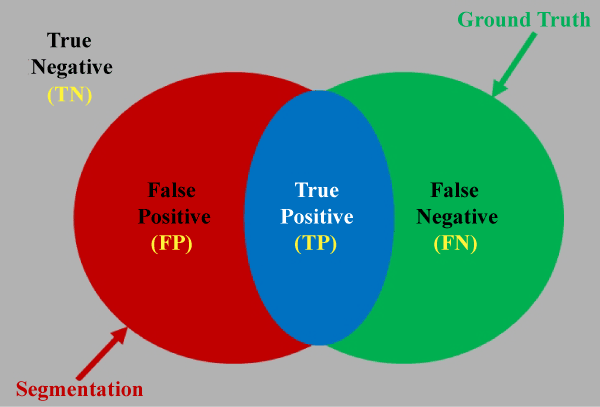 Ground Truth
True
Negative
(TN)
False
Positive
(FP)
True
Positive
(TP)
False
Negative
(FN)
Segmentation